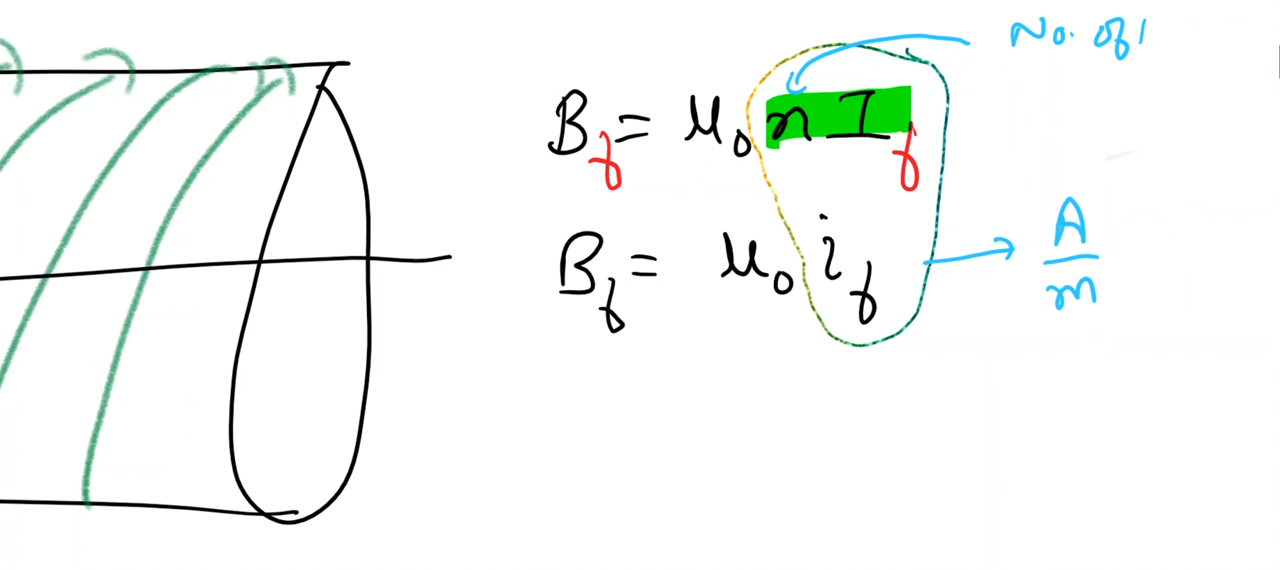 No. of
B_f = μ₀ n I_f
B_f = μ₀ i_f
A/m